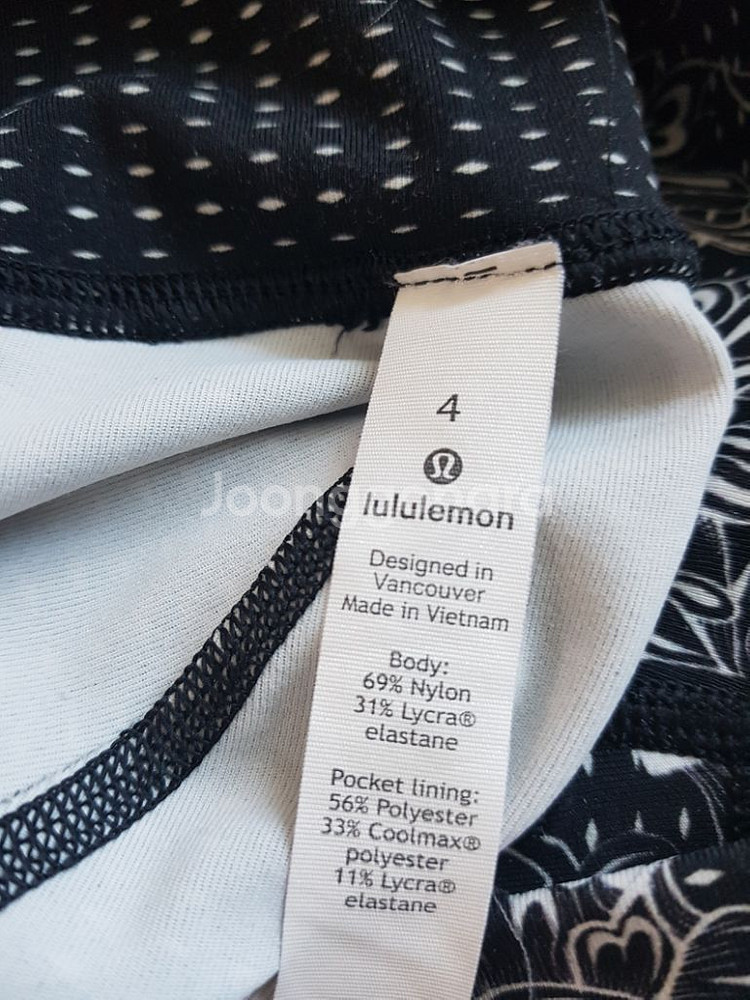 4
lululemon
Designed in
Vancouver
Made in Vietnam
Body:
69% Nylon
31% Lycra®
elastane
Pocket lining:
56% Polyester
33% Coolmax®
polyester
11% Lycra®
elastane